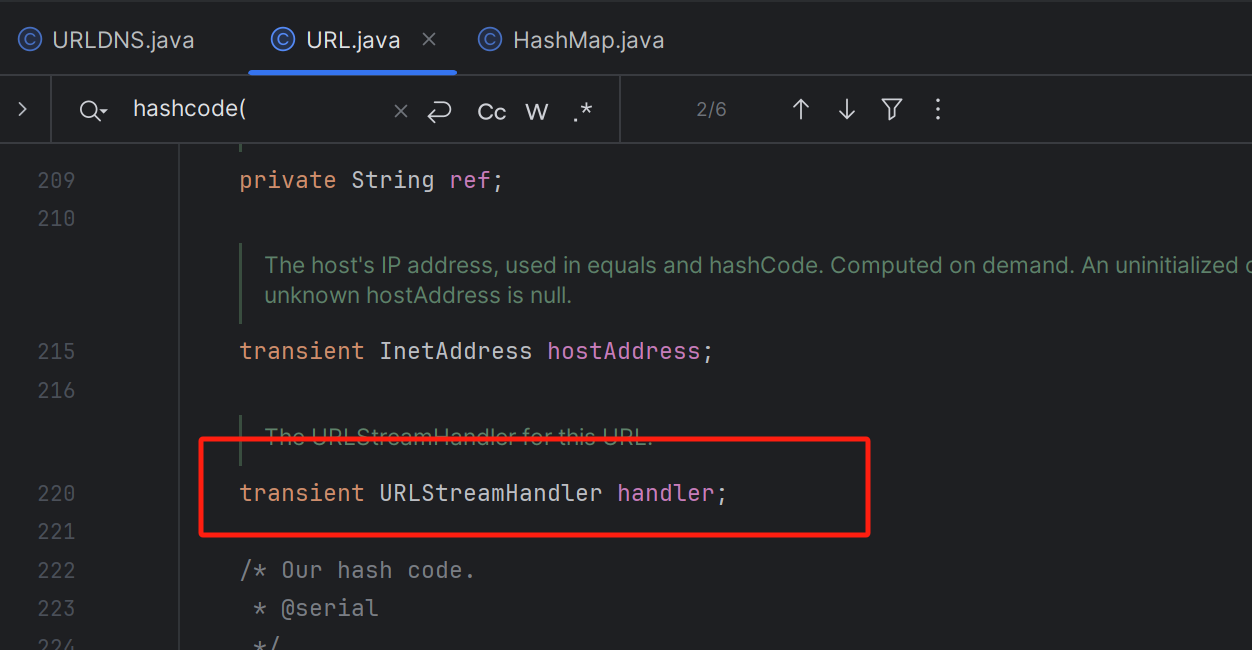 URLDNS.java URL.java HashMap.java
hashcode( Cc W .* 2/6
209 private String ref;
210
The host's IP address, used in equals and hashCode. Computed on demand. An uninitialized
unknown hostAddress is null.
215 transient InetAddress hostAddress;
216
The URLStreamHandler for this URL.
220 transient URLStreamHandler handler;
221
222 /* Our hash code.
223 * @serial
224 */